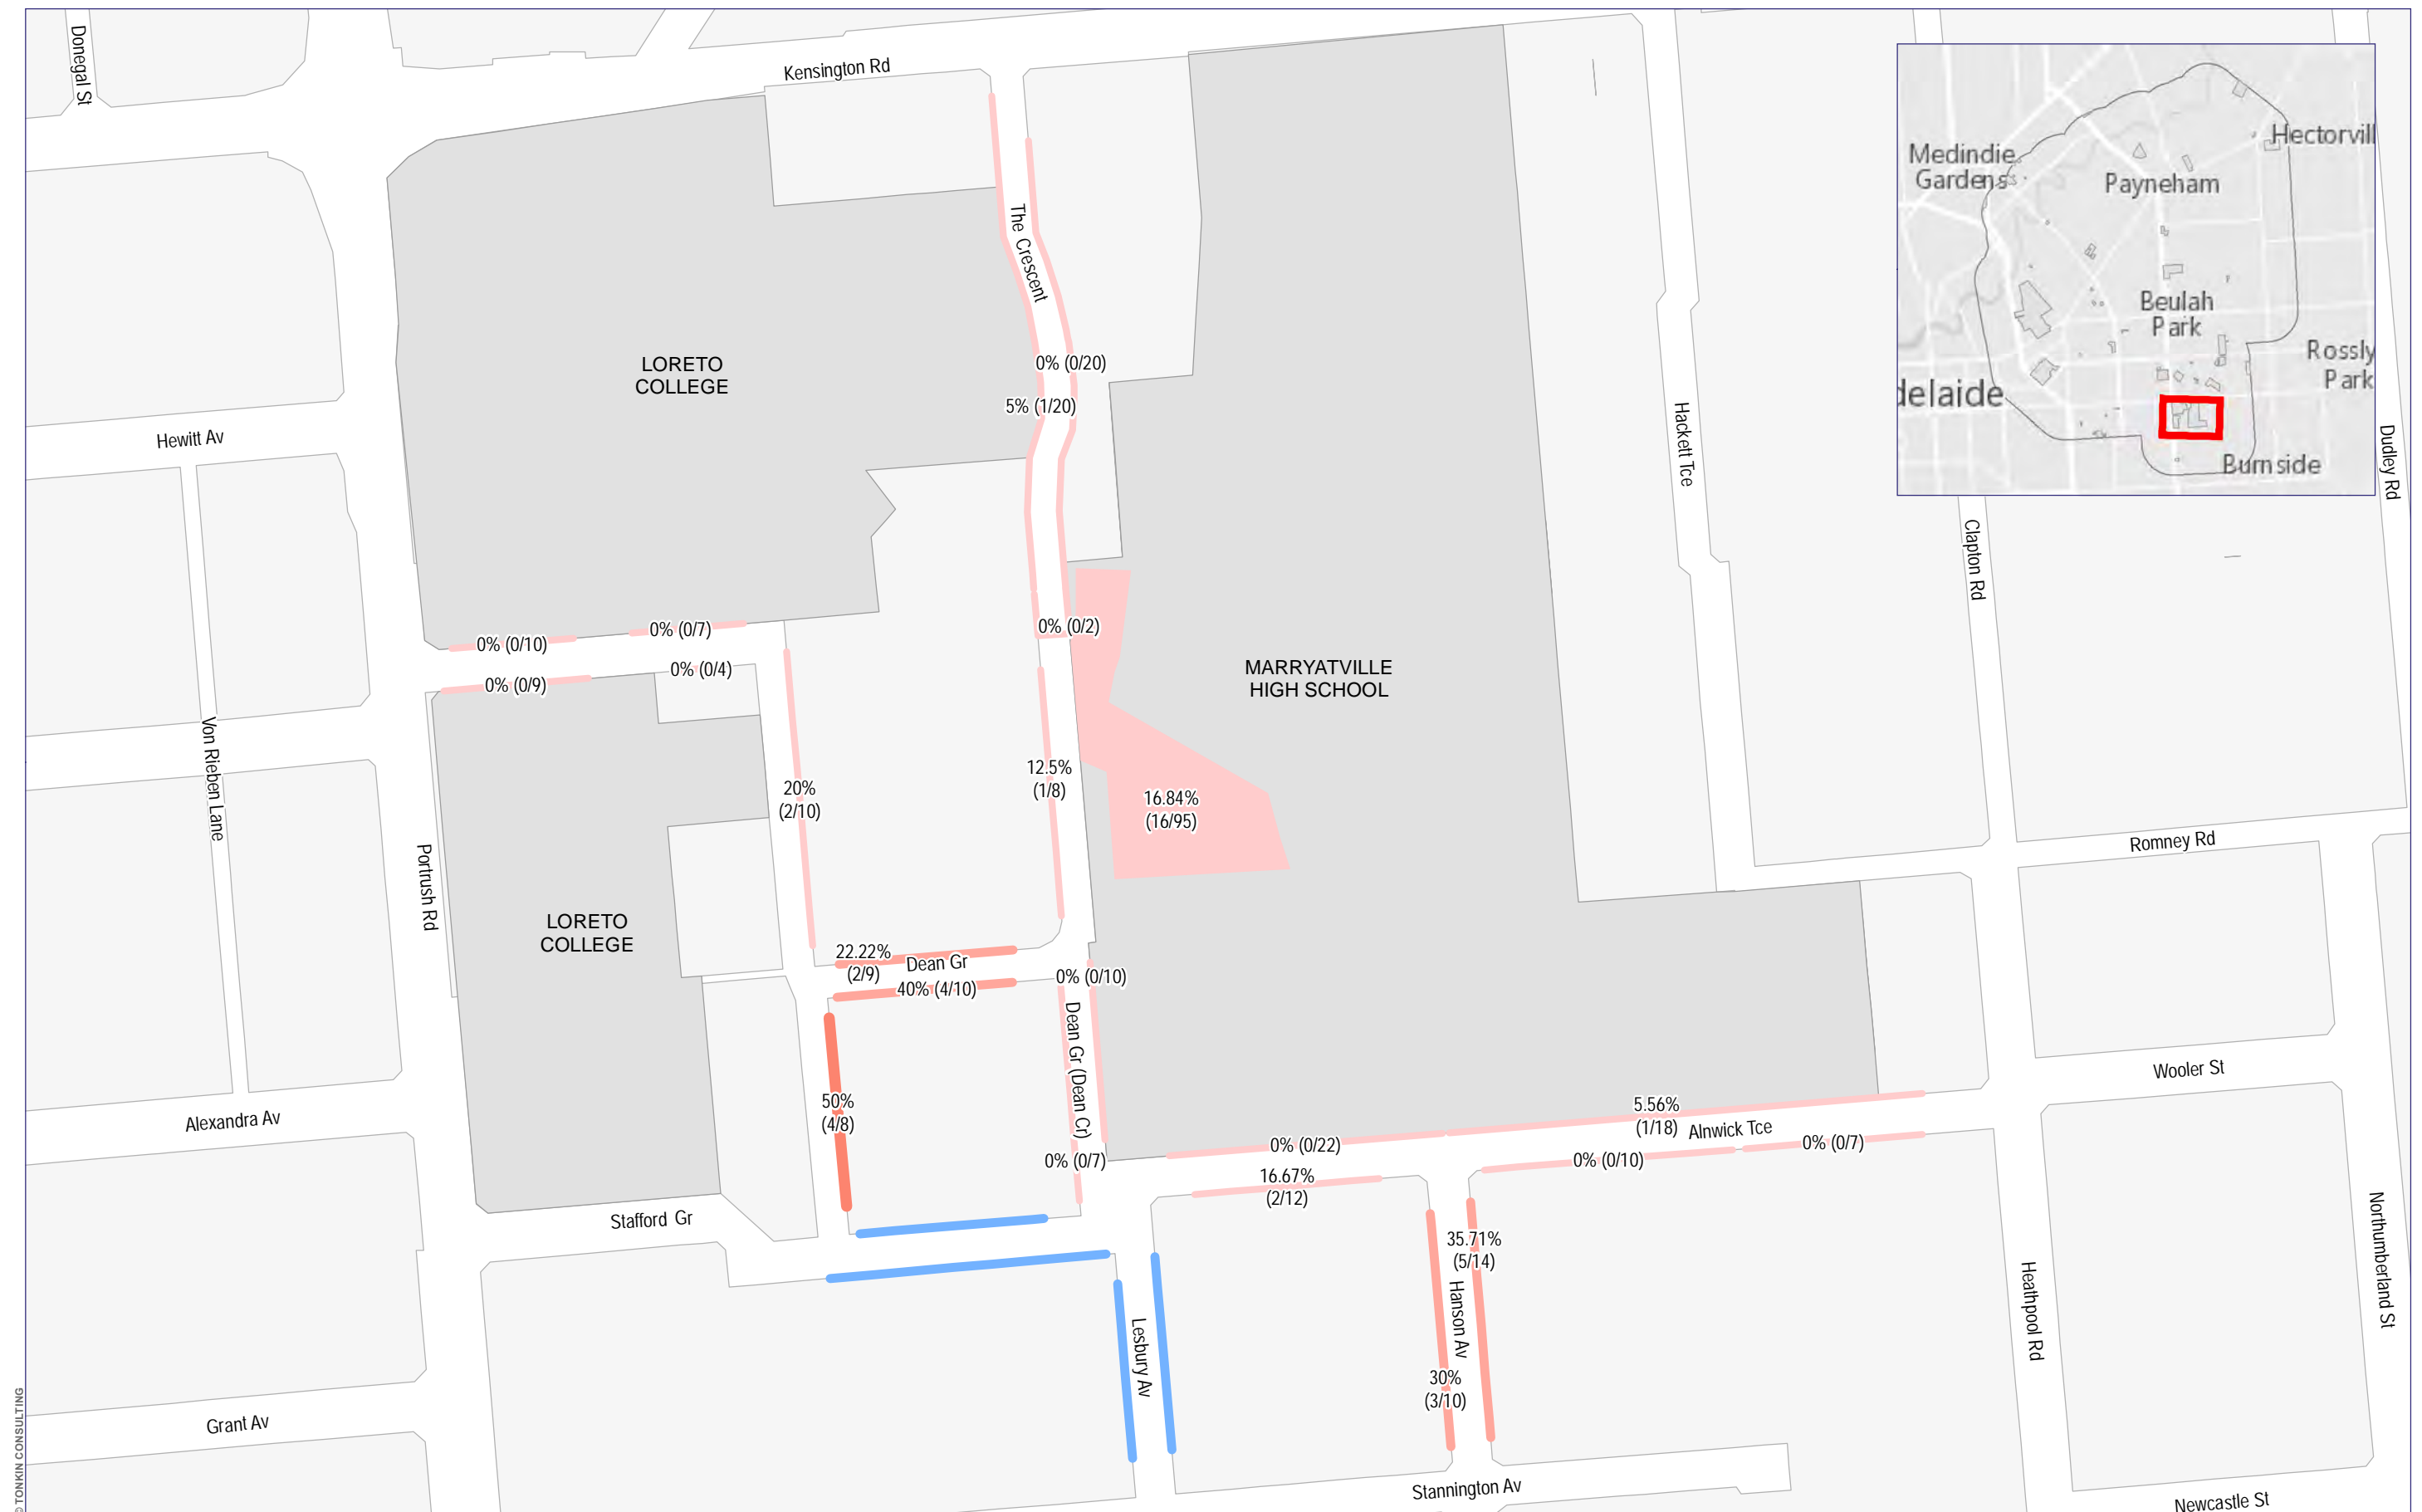 Donegal St
Kensington Rd
Medindie
Gardens
Hectorvill
Payneham
Beulah
Park
Rossly
Park
delaide
Burnside
The Crescent
LORETO
COLLEGE
0% (0/20)
5% (1/20)
Hewitt Av
Hackett Tce
Dudley Rd
Clapton Rd
0% (0/10)
0% (0/7)
0% (0/2)
0% (0/9)
0% (0/4)
MARRYATVILLE
HIGH SCHOOL
Von Rieben Lane
20%
(2/10)
12.5%
(1/8)
16.84%
(16/95)
Romney Rd
Portrush Rd
LORETO
COLLEGE
22.22%
(2/9)
Dean Gr
40% (4/10)
0% (0/10)
Dean Gr (Dean Cr)
Wooler St
50%
(4/8)
Alexandra Av
5.56%
(1/18)
Alnwick Tce
0% (0/22)
0% (0/7)
0% (0/7)
0% (0/10)
16.67%
(2/12)
Stafford Gr
35.71%
(5/14)
Hanson Av
Lesbury Av
Heathpool Rd
Northumberland St
30%
(3/10)
Grant Av
Stannington Av
Newcastle St
© TONKIN CONSULTING